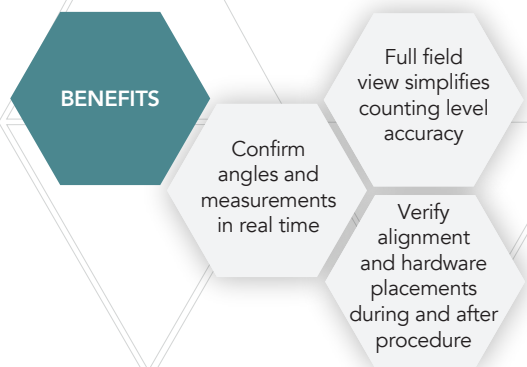 BENEFITS
Confirm
angles and
measurements
in real time
Full field
view simplifies
counting level
accuracy
Verify
alignment
and hardware
placements
during and after
procedure